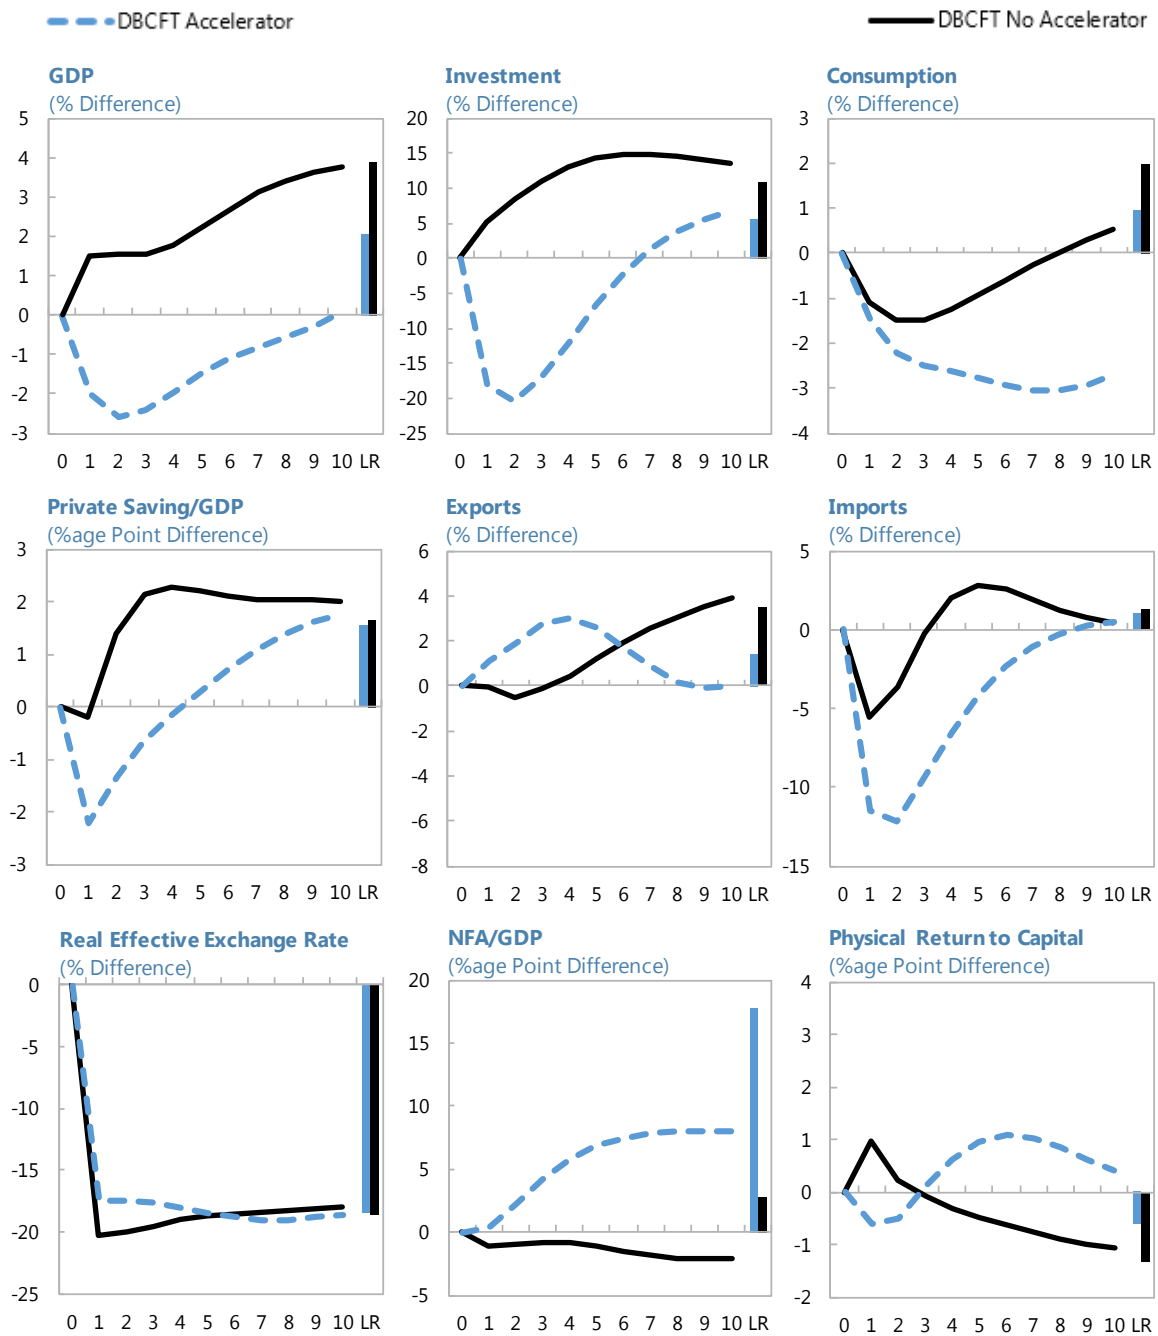 DBCFT Accelerator
DBCFT No Accelerator
GDP
(% Difference)
5
4
3
2
1
0
-1
-2
-3
0 1 2 3 4 5 6 7 8 9 10 LR
Investment
(% Difference)
20
15
10
5
0
-5
-10
-15
-20
-25
0 1 2 3 4 5 6 7 8 9 10 LR
Consumption
(% Difference)
3
2
1
0
-1
-2
-3
-4
0 1 2 3 4 5 6 7 8 9 10 LR
Private Saving/GDP
(%age Point Difference)
3
2
1
0
-1
-2
-3
0 1 2 3 4 5 6 7 8 9 10 LR
Exports
(% Difference)
6
4
2
0
-2
-4
-6
-8
0 1 2 3 4 5 6 7 8 9 10 LR
Imports
(% Difference)
5
0
-5
-10
-15
0 1 2 3 4 5 6 7 8 9 10 LR
Real Effective Exchange Rate
(% Difference)
0
-5
-10
-15
-20
-25
0 1 2 3 4 5 6 7 8 9 10 LR
NFA/GDP
(%age Point Difference)
20
15
10
5
0
-5
0 1 2 3 4 5 6 7 8 9 10 LR
Physical Return to Capital
(%age Point Difference)
4
3
2
1
0
-1
-2
0 1 2 3 4 5 6 7 8 9 10 LR